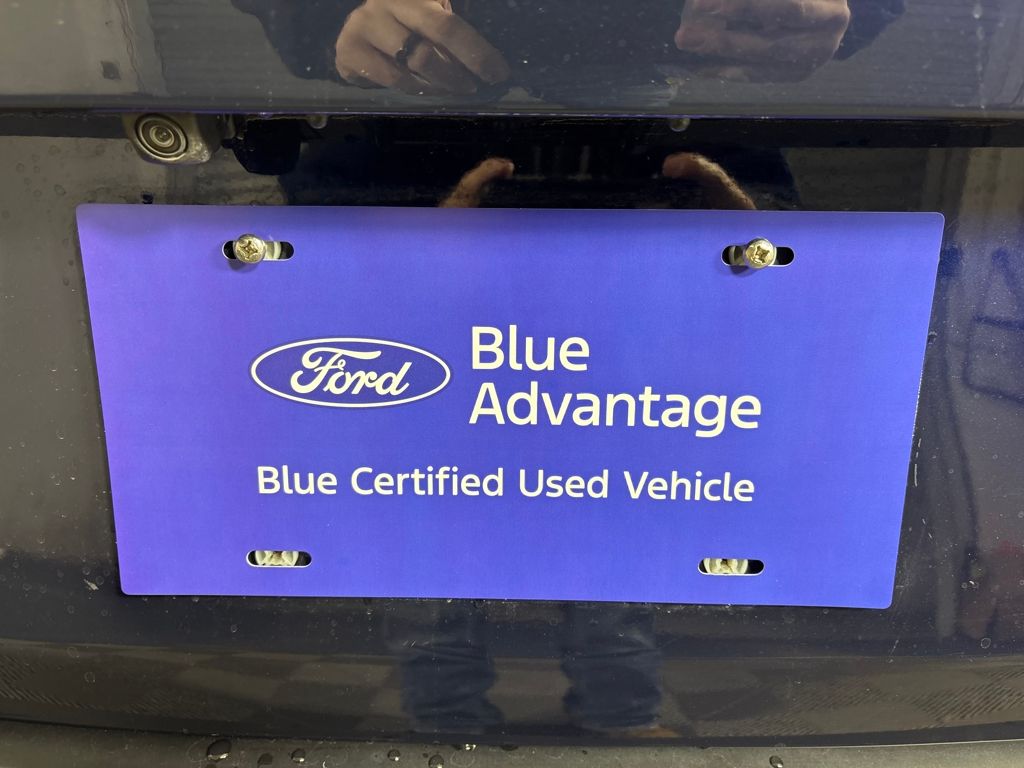 Ford
Blue
Advantage
Blue Certified Used Vehicle